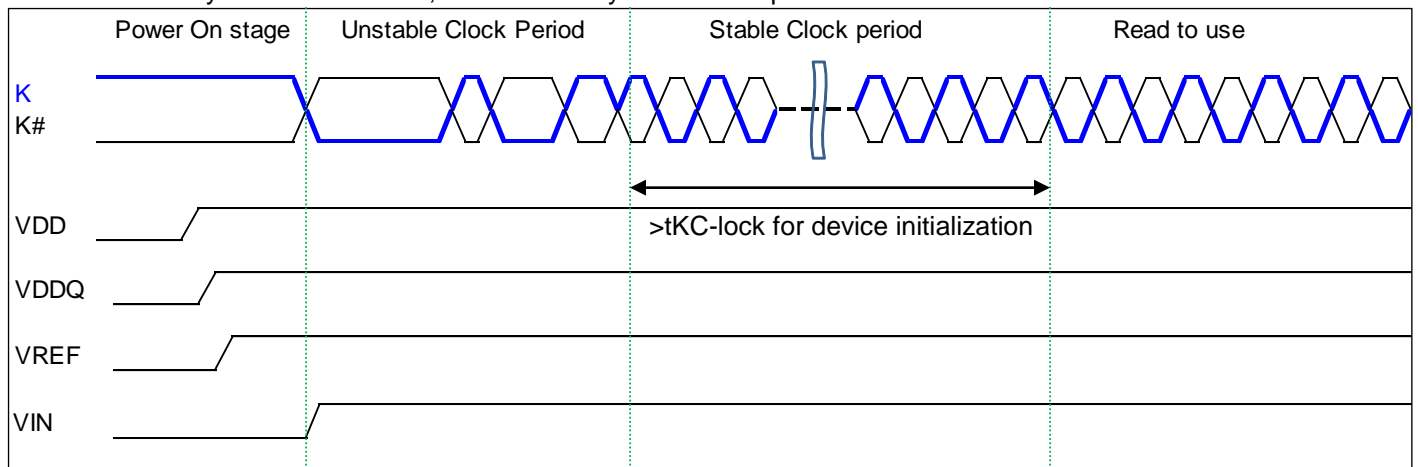 Power On stage Unstable Clock Period Stable Clock period Read to use
K
K#
>tKC-lock for device initialization
VDD
VDDQ
VREF
VIN